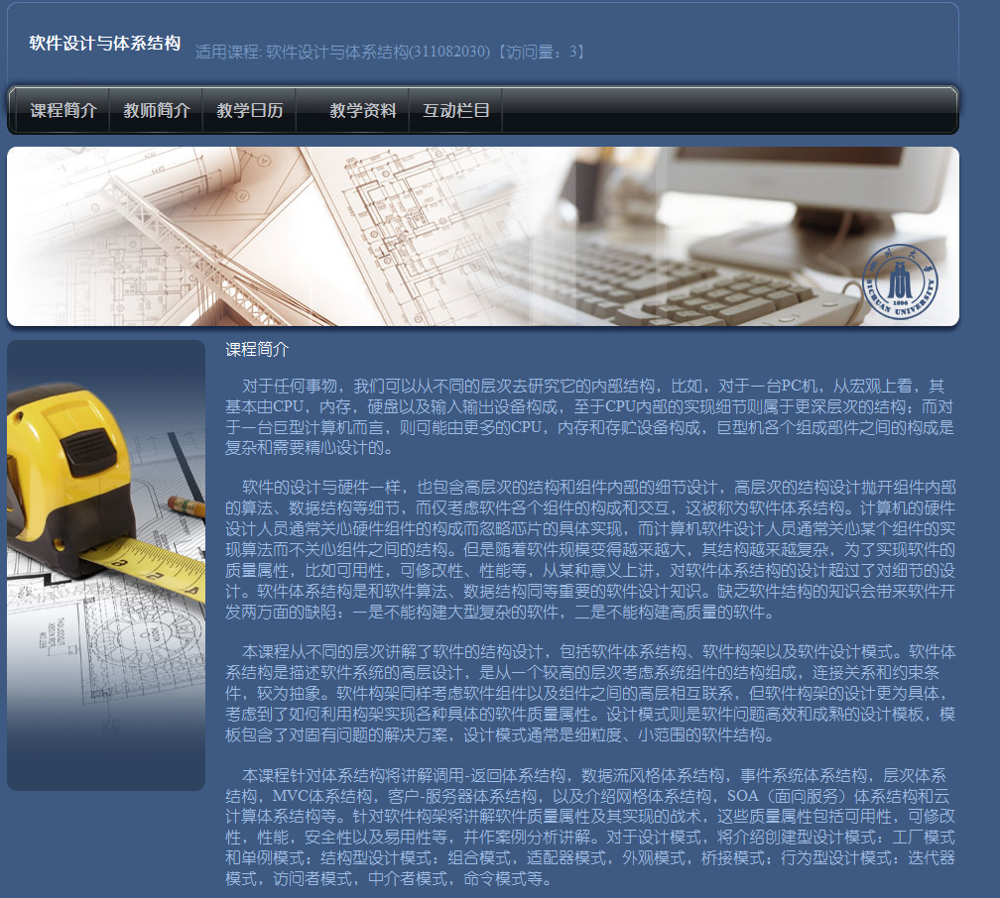 软件设计与体系结构 适用课程: 软件设计与体系结构(311082030)【访问量：3】
课程简介 教师简介 教学日历 教学资料 互动栏目
SICHUAN UNIVERSITY
1896
课程简介
对于任何事物，我们可以从不同的层次去研究它的内部结构，比如，对于一台PC机，从宏观上看，其
基本由CPU，内存，硬盘以及输入输出设备构成，至于CPU内部的实现细节则属于更深层次的结构；而对
于一台巨型计算机而言，则可能由更多的CPU，内存和存贮设备构成，巨型机各个组成部件之间的构成是
复杂和需要精心设计的。
软件的设计与硬件一样，也包含高层次的结构和组件内部的细节设计，高层次的结构设计抛开组件内部
的算法、数据结构等细节，而仅考虑软件各个组件的构成和交互，这被称为软件体系结构。计算机的硬件
设计人员通常关心硬件组件的构成而忽略芯片的具体实现，而计算机软件设计人员通常关心某个组件的实
现算法而不关心组件之间的结构。但是随着软件规模变得越来越大，其结构越来越复杂，为了实现软件的
质量属性，比如可用性，可修改性、性能等，从某种意义上讲，对软件体系结构的设计超过了对细节的设
计。软件体系结构是和软件算法、数据结构同等重要的软件设计知识。缺乏软件结构的知识会带来软件开
发两方面的缺陷：一是不能构建大型复杂的软件，二是不能构建高质量的软件。
本课程从不同的层次讲解了软件的结构设计，包括软件体系结构、软件构架以及软件设计模式。软件体
系结构是描述软件系统的高层设计，是从一个较高的层次考虑系统组件的结构组成，连接关系和约束条
件，较为抽象。软件构架同样考虑软件组件以及组件之间的高层相互联系，但软件构架的设计更为具体，
考虑到了如何利用构架实现各种具体的软件质量属性。设计模式则是软件问题高效和成熟的设计模板，模
板包含了对固有问题的解决方案，设计模式通常是细粒度、小范围的软件结构。
本课程针对体系结构将讲解调用-返回体系结构，数据流风格体系结构，事件系统体系结构，层次体系
结构，MVC体系结构，客户-服务器体系结构，以及介绍网格体系结构，SOA（面向服务）体系结构和云
计算体系结构等。针对软件构架将讲解软件质量属性及其实现的战术，这些质量属性包括可用性，可修改
性，性能，安全性以及易用性等，并作案例分析讲解。对于设计模式，将介绍创建型设计模式：工厂模式
和单例模式；结构型设计模式：组合模式，适配器模式，外观模式，桥接模式；行为型设计模式：迭代器
模式，访问者模式，中介者模式，命令模式等。